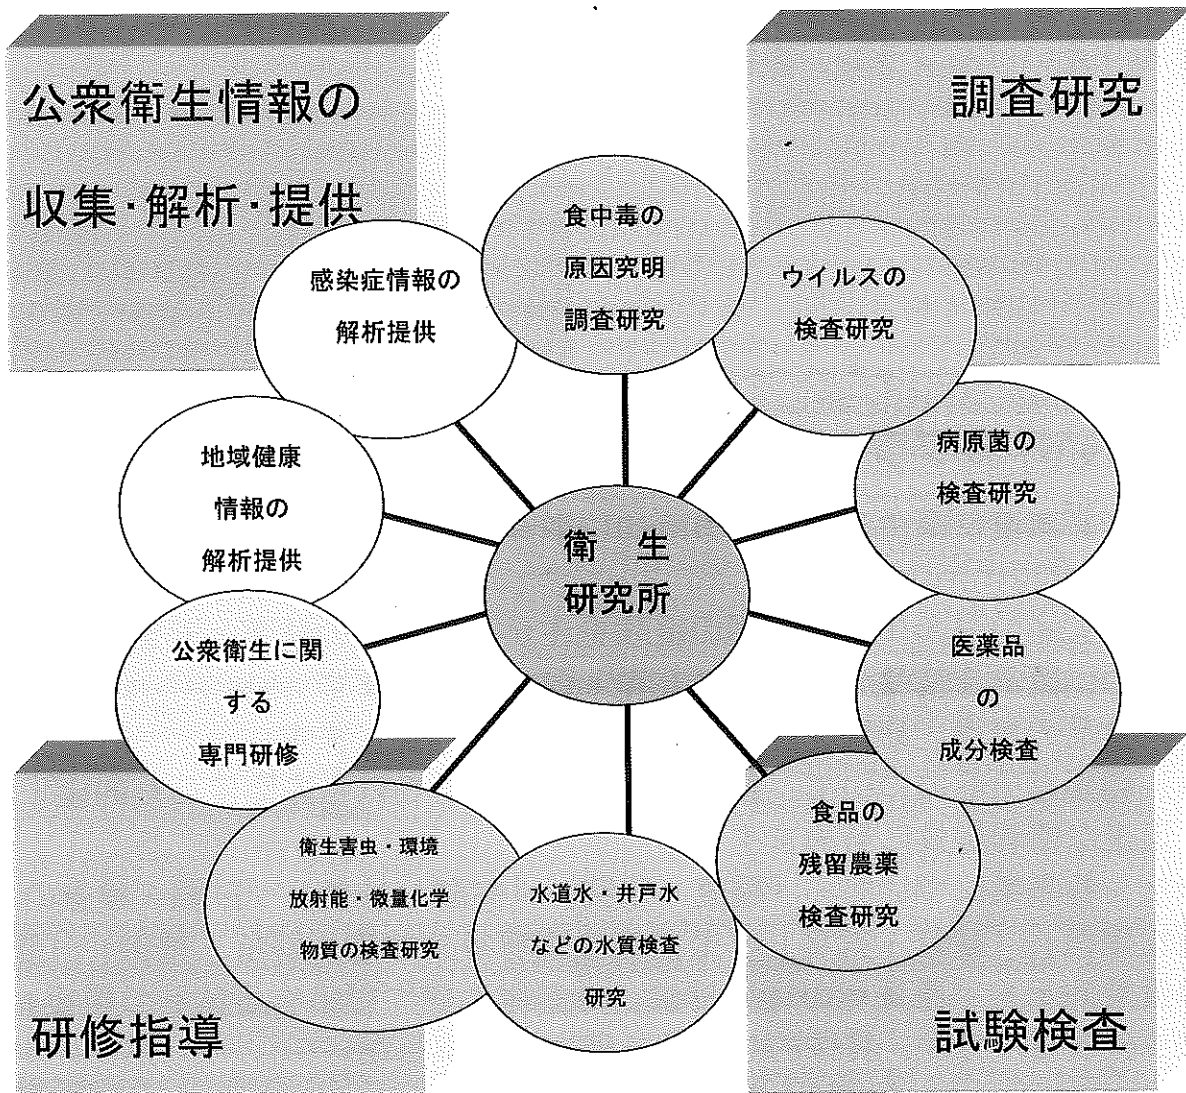 公衆衛生情報の
収集・解析・提供
調査研究
食中毒の
原因究明
調査研究
ウイルスの
検査研究
病原菌の
検査研究
医薬品
の
成分検査
食品の
残留農薬
検査研究
水道水・井戸水
などの水質検査
研究
衛生害虫・環境
放射能・微量化学
物質の検査研究
公衆衛生に関
する
専門研修
地域健康
情報の
解析提供
感染症情報の
解析提供
衛　生
研究所
研修指導
試験検査